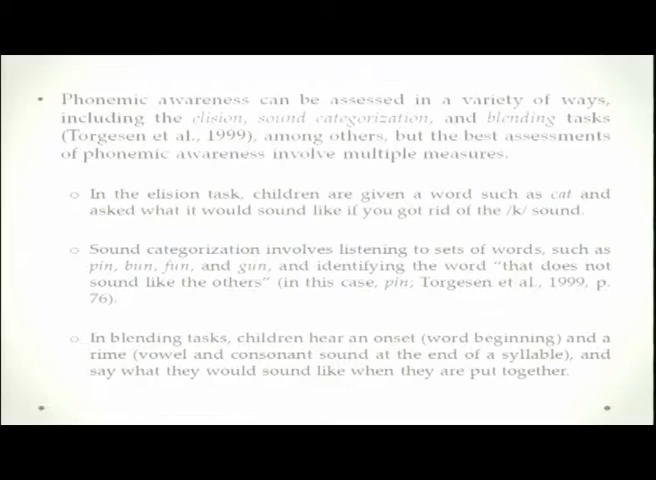 • Phonemic awareness can be assessed in a variety of ways,
including the elision, sound categorization, and blending tasks
(Torgesen et al., 1999), among others, but the best assessments
of phonemic awareness involve multiple measures.
○ In the elision task, children are given a word such as cat and
asked what it would sound like if you got rid of the /k/ sound.
○ Sound categorization involves listening to sets of words, such as
pin, bun, fun, and gun, and identifying the word “that does not
sound like the others” (in this case, pin; Torgesen et al., 1999, p.
76).
○ In blending tasks, children hear an onset (word beginning) and a
rime (vowel and consonant sound at the end of a syllable), and
say what they would sound like when they are put together.